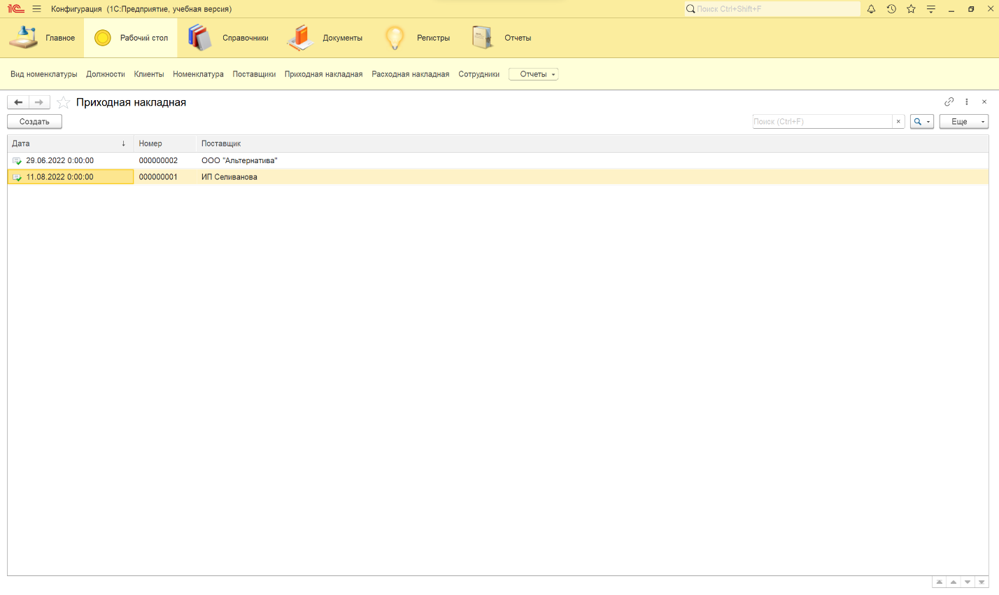 1С Конфигурация (1С:Предприятие, учебная версия) Поиск Ctrl+Shift+F
Главное Рабочий стол Справочники Документы Регистры Отчеты
Вид номенклатуры Должности Клиенты Номенклатура Поставщики Приходная накладная Расходная накладная Сотрудники Отчеты
Приходная накладная
Создать Поиск (Ctrl+F) × Еще
Дата ↓ Номер Поставщик
29.06.2022 0:00:00 000000002 ООО "Альтернатива"
11.08.2022 0:00:00 000000001 ИП Селиванова